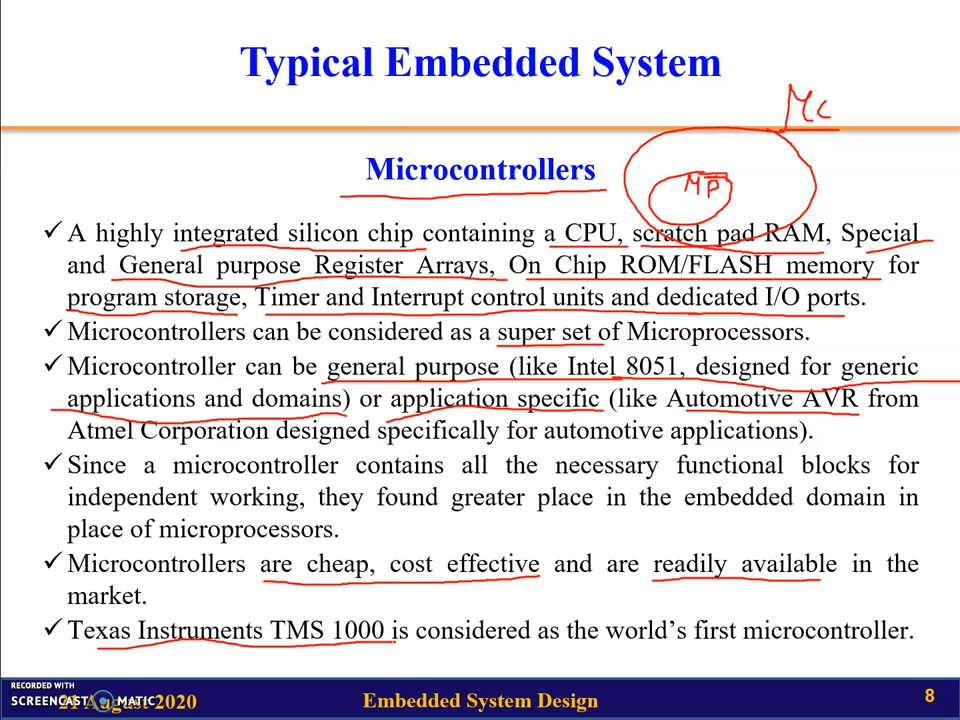 Typical Embedded System
MC
Microcontrollers
MP
✓ A highly integrated silicon chip containing a CPU, scratch pad RAM, Special
and General purpose Register Arrays, On Chip ROM/FLASH memory for
program storage, Timer and Interrupt control units and dedicated I/O ports.
✓ Microcontrollers can be considered as a super set of Microprocessors.
✓ Microcontroller can be general purpose (like Intel 8051, designed for generic
applications and domains) or application specific (like Automotive AVR from
Atmel Corporation designed specifically for automotive applications).
✓ Since a microcontroller contains all the necessary functional blocks for
independent working, they found greater place in the embedded domain in
place of microprocessors.
✓ Microcontrollers are cheap, cost effective and are readily available in the
market.
✓ Texas Instruments TMS 1000 is considered as the world's first microcontroller.
RECORDED WITH
SCREENCAST MATIC
21 August 2020
Embedded System Design
8